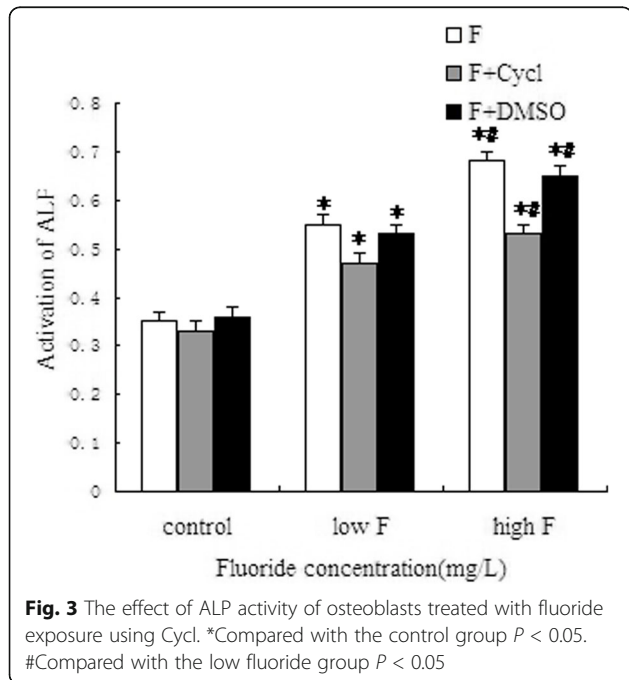 F
F+Cycl
F+DMSO
0.8
0.7
0.6
0.5
0.4
0.3
0.2
0.1
0
Activation of ALF
*#
*#
*#
*
*
*
control low F high F
Fluoride concentration(mg/L)
Fig. 3 The effect of ALP activity of osteoblasts treated with fluoride
exposure using Cycl. *Compared with the control group P < 0.05.
#Compared with the low fluoride group P < 0.05